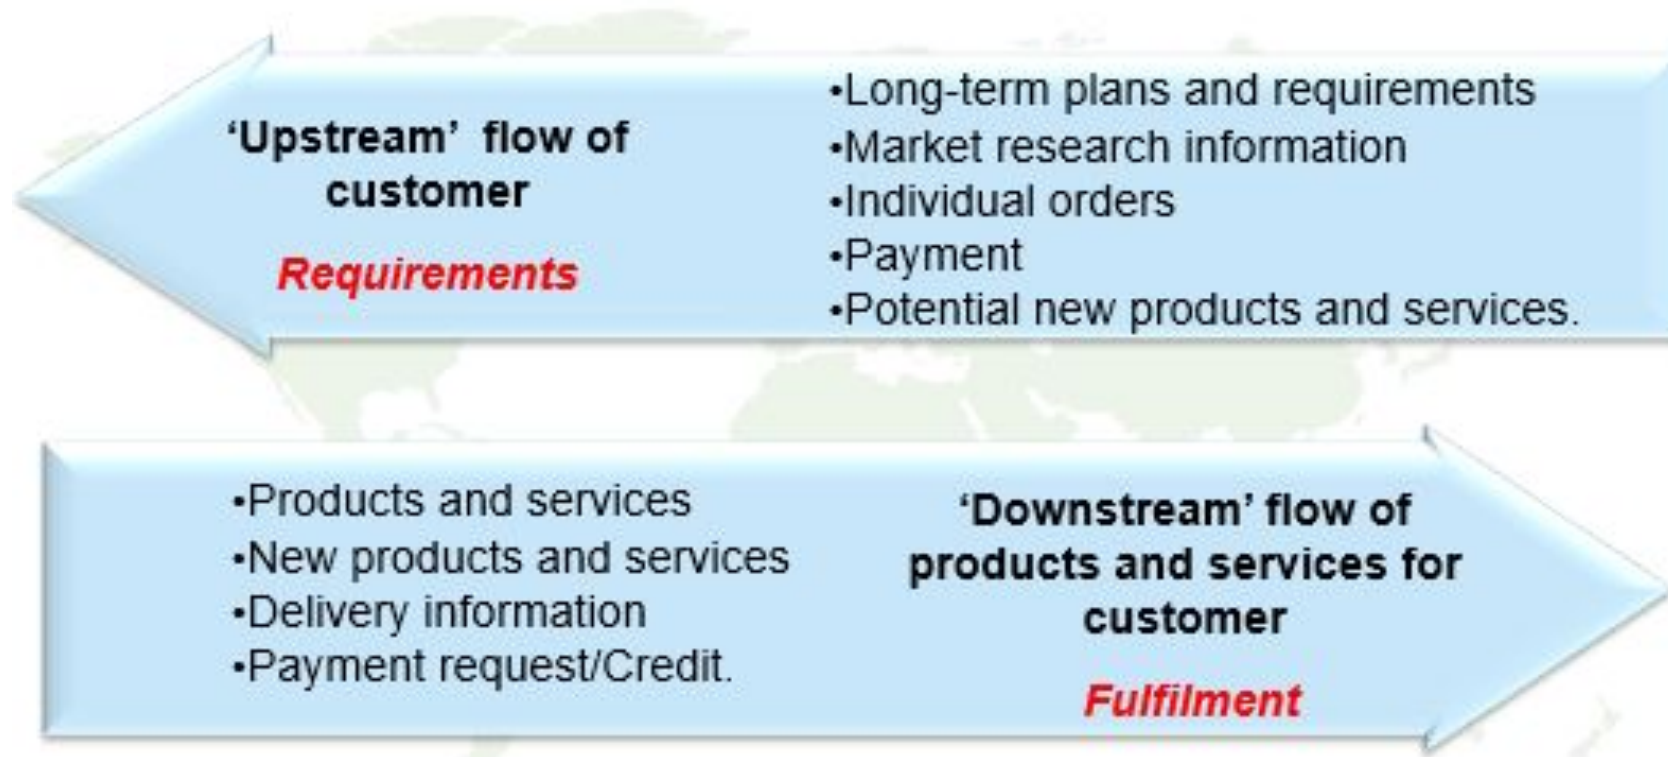 ‘Upstream’ flow of
customer
Requirements
•Long-term plans and requirements
•Market research information
•Individual orders
•Payment
•Potential new products and services.
•Products and services
•New products and services
•Delivery information
•Payment request/Credit.
‘Downstream’ flow of
products and services for
customer
Fulfilment